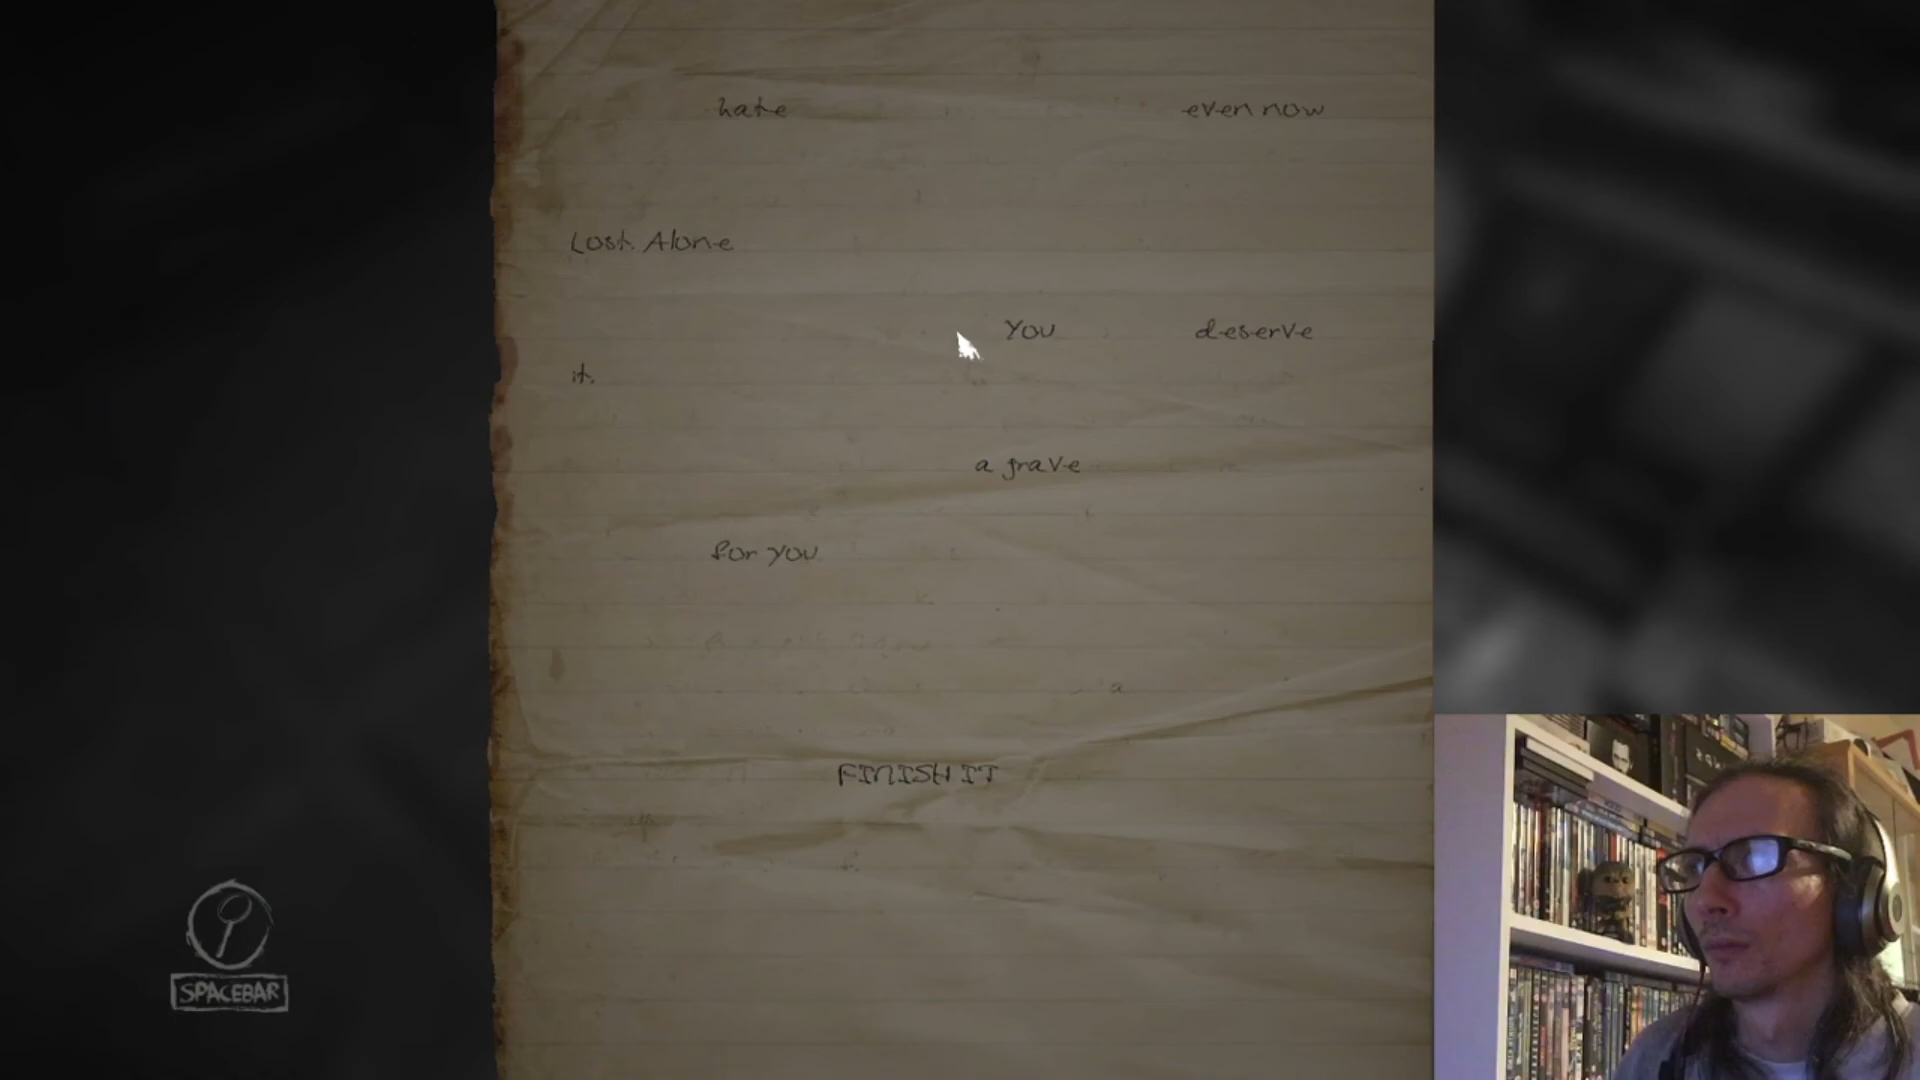 hate even now
Lost. Alone
You deserve
it.
a grave
for you
a
FINISH IT
SPACEBAR